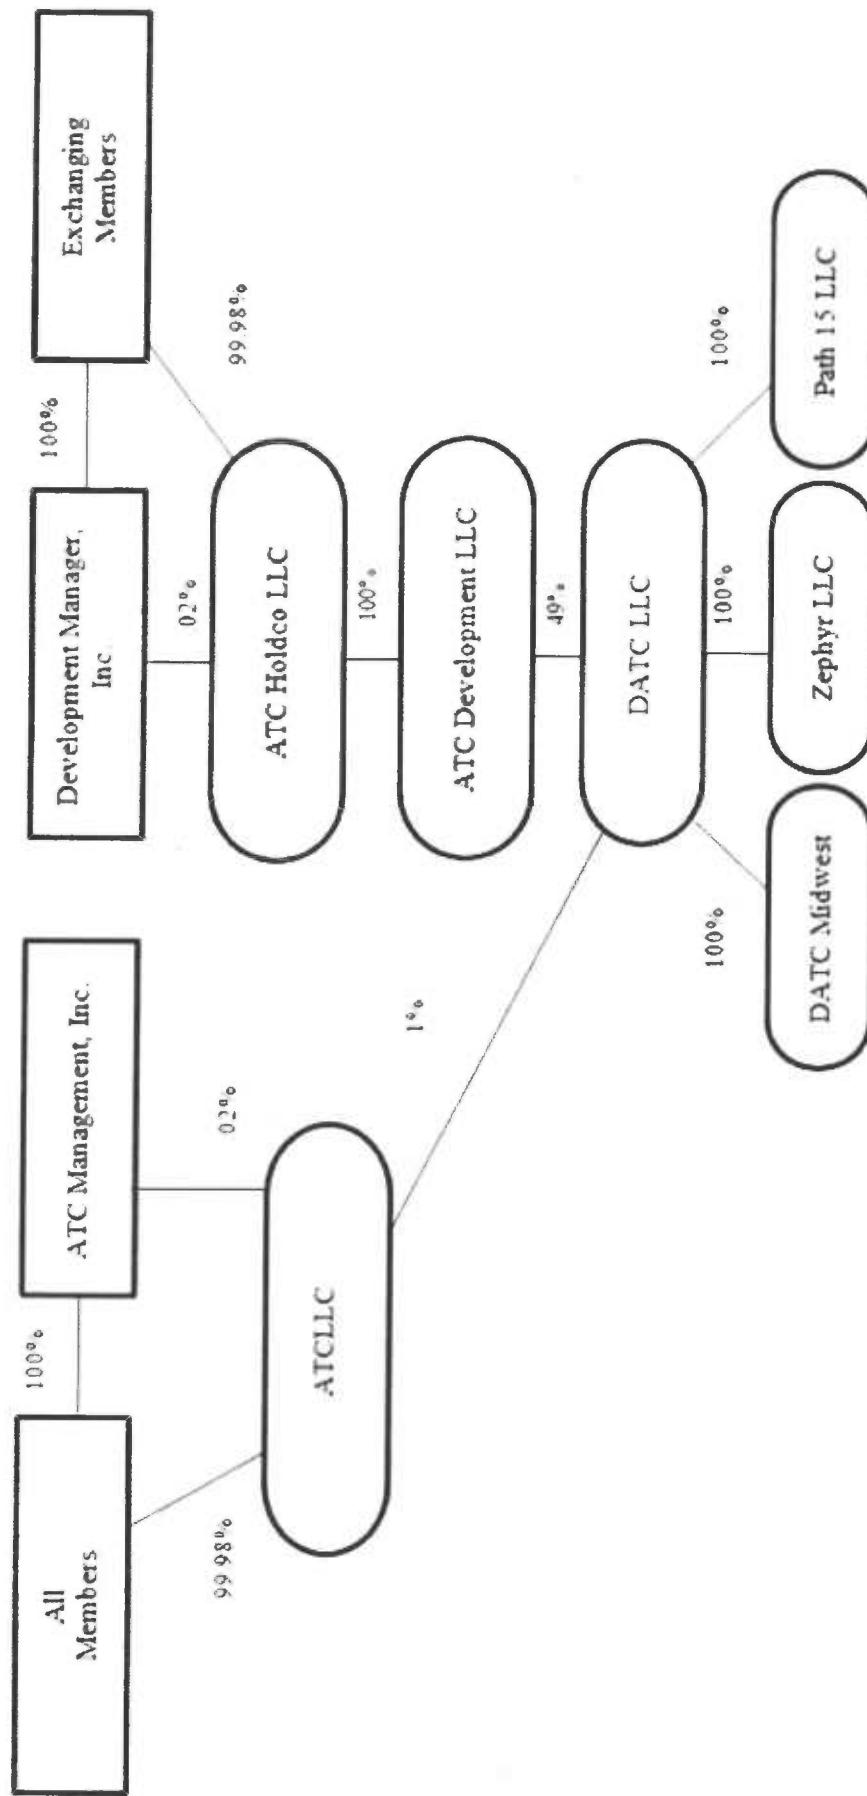 All
Members
100%
ATC Management, Inc.
Development Manager,
Inc.
100%
Exchanging
Members
99.98%
02%
02%
99.98%
ATCLLC
ATC Holdco LLC
100%
ATC Development LLC
1%
49%
DATC LLC
100%
100%
100%
DATC Midwest
Zephyr LLC
Path 15 LLC